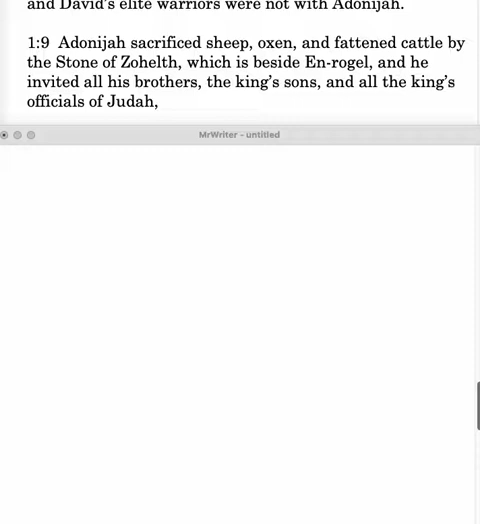 and David's elite warriors were not with Adonijah.
1:9 Adonijah sacrificed sheep, oxen, and fattened cattle by
the Stone of Zohelth, which is beside En-rogel, and he
invited all his brothers, the king's sons, and all the king's
officials of Judah,
MrWriter - untitled